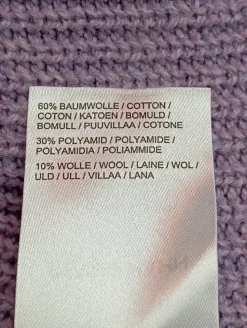 60% BAUMWOLLE / COTTON /
COTON / KATOEN / BOMULD /
BOMULL / PUUVILLAA / COTONE
30% POLYAMID / POLYAMIDE /
POLYAMIDIA / POLIAMMIDE
10% WOLLE / WOOL / LAINE / WOL /
ULD / ULL / VILLAA / LANA